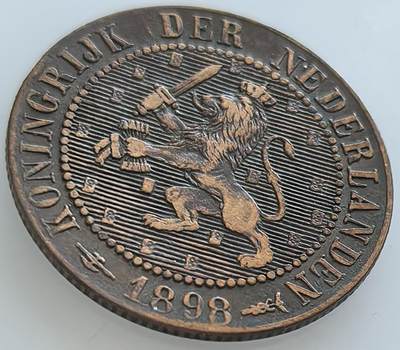 KONINGRIJK DER NEDERLANDEN
1898